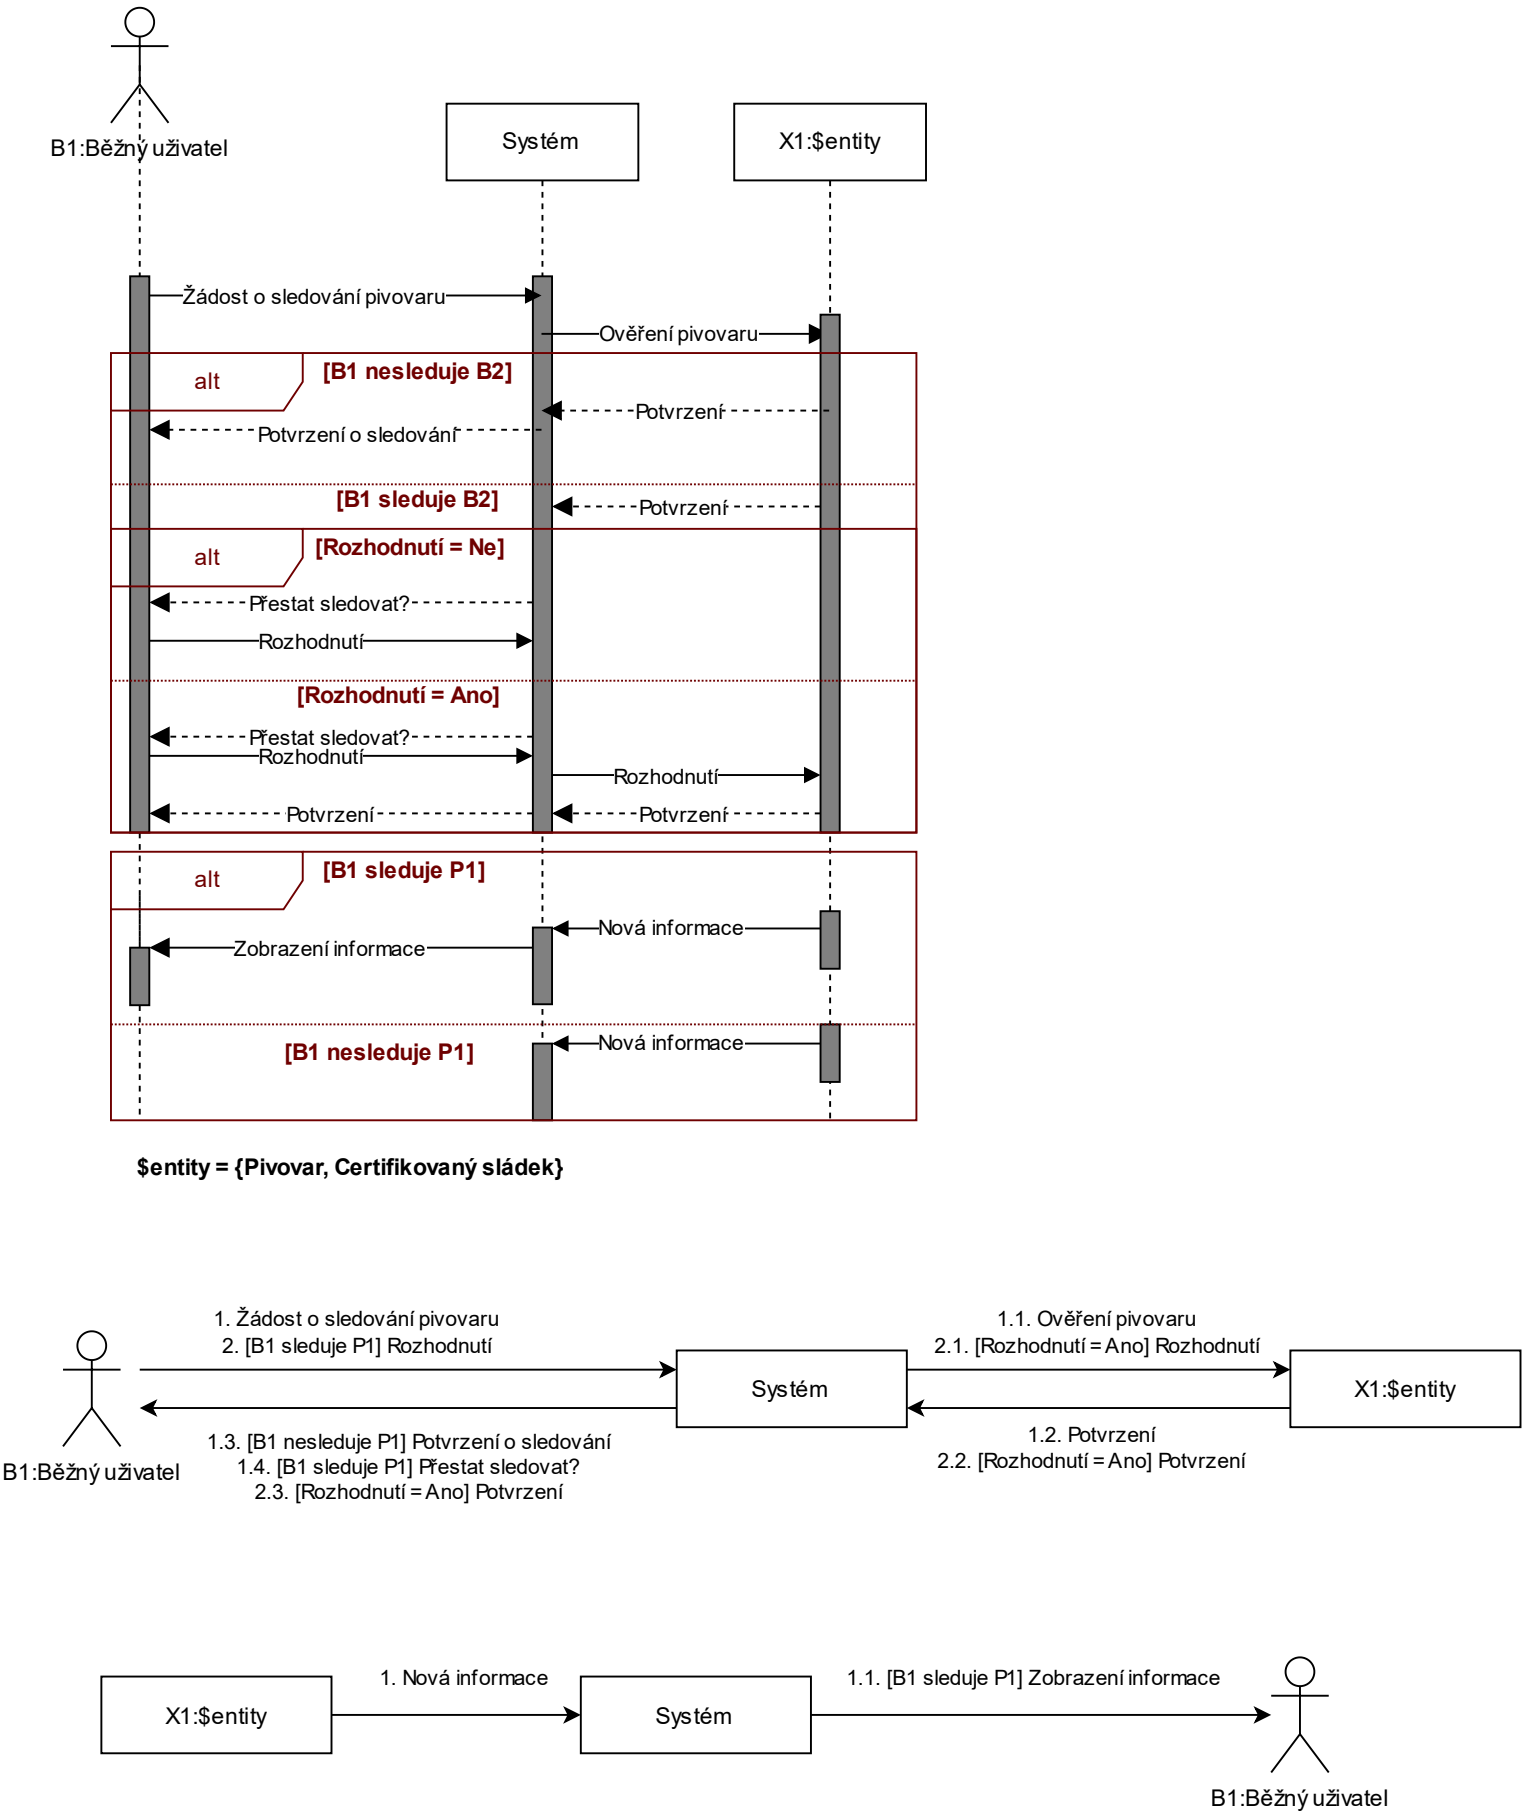 B1:Běžný uživatel
Systém
X1:$entity
Žádost o sledování pivovaru
Ověření pivovaru
alt
[B1 nesleduje B2]
Potvrzení
Potvrzení o sledování
[B1 sleduje B2]
Potvrzení
alt
[Rozhodnutí = Ne]
Přestat sledovat?
Rozhodnutí
[Rozhodnutí = Ano]
Přestat sledovat?
Rozhodnutí
Rozhodnutí
Potvrzení
Potvrzení
alt
[B1 sleduje P1]
Nová informace
Zobrazení informace
[B1 nesleduje P1]
Nová informace
$entity = {Pivovar, Certifikovaný sládek}
1. Žádost o sledování pivovaru
2. [B1 sleduje P1] Rozhodnutí
1.1. Ověření pivovaru
2.1. [Rozhodnutí = Ano] Rozhodnutí
Systém
X1:$entity
1.3. [B1 nesleduje P1] Potvrzení o sledování
1.4. [B1 sleduje P1] Přestat sledovat?
2.3. [Rozhodnutí = Ano] Potvrzení
1.2. Potvrzení
2.2. [Rozhodnutí = Ano] Potvrzení
B1:Běžný uživatel
1. Nová informace
1.1. [B1 sleduje P1] Zobrazení informace
X1:$entity
Systém
B1:Běžný uživatel